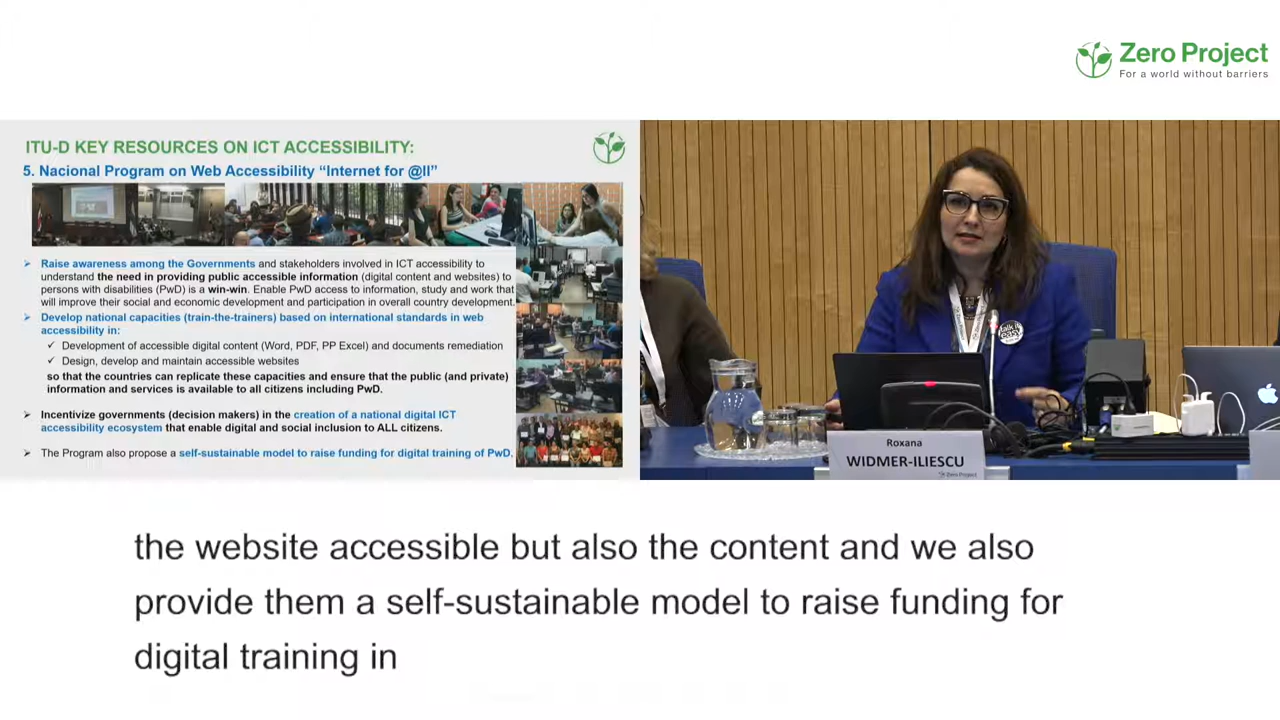 Zero Project
For a world without barriers
ITU-D KEY RESOURCES ON ICT ACCESSIBILITY:
5. Nacional Program on Web Accessibility “Internet for @ll”
Raise awareness among the Governments and stakeholders involved in ICT accessibility to
understand the need in providing public accessible information (digital content and websites) to
persons with disabilities (PwD) is a win-win. Enable PwD access to information, study and work that
will improve their social and economic development and participation in overall country development.
Develop national capacities (train-the-trainers) based on international standards in web
accessibility in:
Development of accessible digital content (Word, PDF, PP Excel) and documents remediation
Design, develop and maintain accessible websites
so that the countries can replicate these capacities and ensure that the public (and private)
information and services is available to all citizens including PwD.
Incentivize governments (decision makers) in the creation of a national digital ICT
accessibility ecosystem that enable digital and social inclusion to ALL citizens.
The Program also propose a self-sustainable model to raise funding for digital training of PwD.
talk it
easy
Roxana
WIDMER-ILIESCU
Zero Project
the website accessible but also the content and we also
provide them a self-sustainable model to raise funding for
digital training in